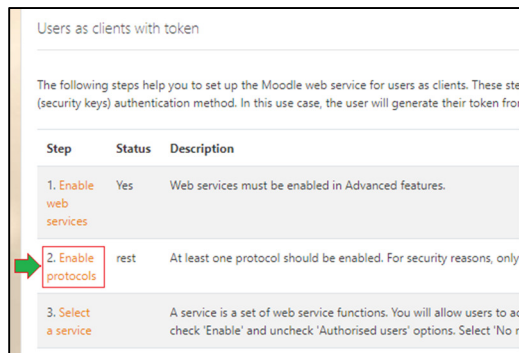 Users as clients with token
The following steps help you to set up the Moodle web service for users as clients. These
(security keys) authentication method. In this use case, the user will generate their token
Step Status Description
1. Enable Yes Web services must be enabled in Advanced features.
web
services
2. Enable rest At least one protocol should be enabled. For security reasons, only
protocols
3. Select A service is a set of web service functions. You will allow users to
a service check 'Enable' and uncheck 'Authorised users' options. Select 'No